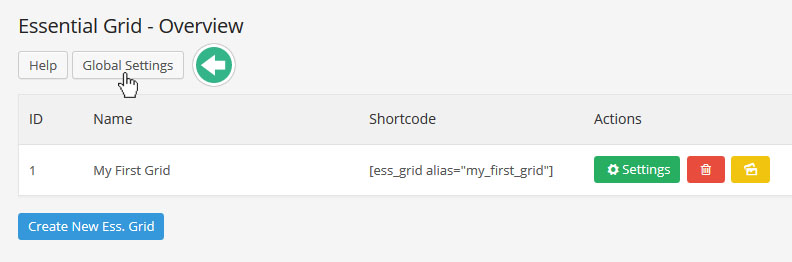 Essential Grid - Overview
Help Global Settings
ID Name Shortcode Actions
1 My First Grid [ess_grid alias="my_first_grid"] Settings
Create New Ess. Grid